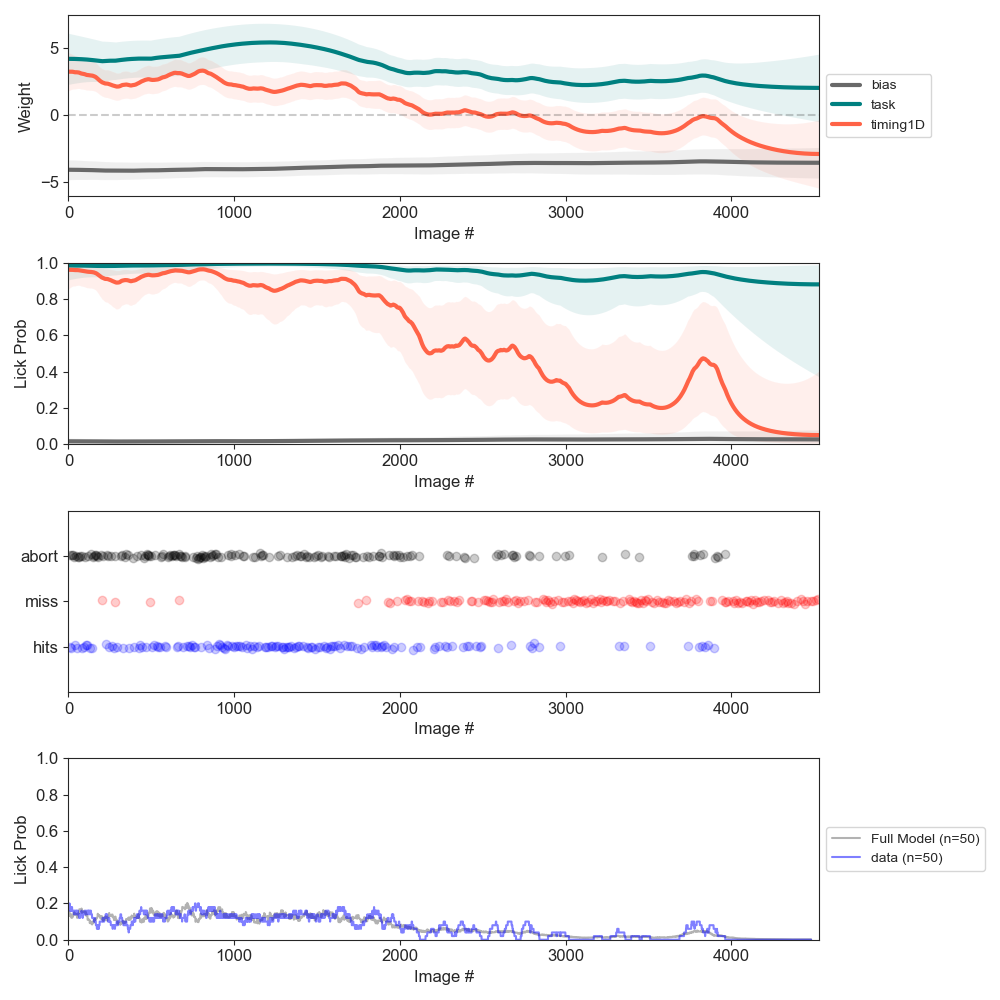 Weight
5
0
−5
0
1000
2000
3000
4000
Image #
bias
task
timing1D
Lick Prob
1.0
0.8
0.6
0.4
0.2
0.0
0
1000
2000
3000
4000
Image #
abort
miss
hits
0
1000
2000
3000
4000
Image #
Lick Prob
1.0
0.8
0.6
0.4
0.2
0.0
0
1000
2000
3000
4000
Image #
Full Model (n=50)
data (n=50)